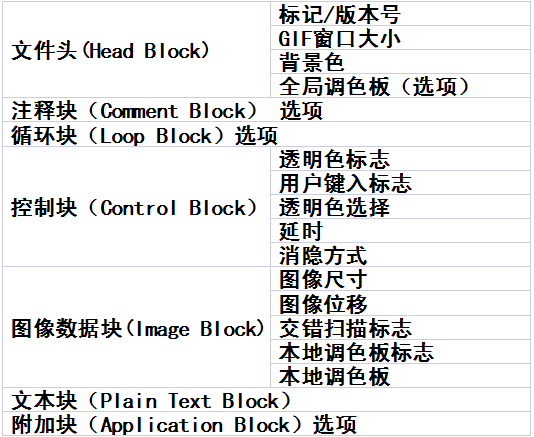 文件头(Head Block)
标记/版本号
GIF窗口大小
背景色
全局调色板（选项）
注释块（Comment Block） 选项
循环块（Loop Block）选项
控制块（Control Block）
透明色标志
用户键入标志
透明色选择
延时
消隐方式
图像数据块(Image Block)
图像尺寸
图像位移
交错扫描标志
本地调色板标志
本地调色板
文本块（Plain Text Block）
附加块（Application Block）选项